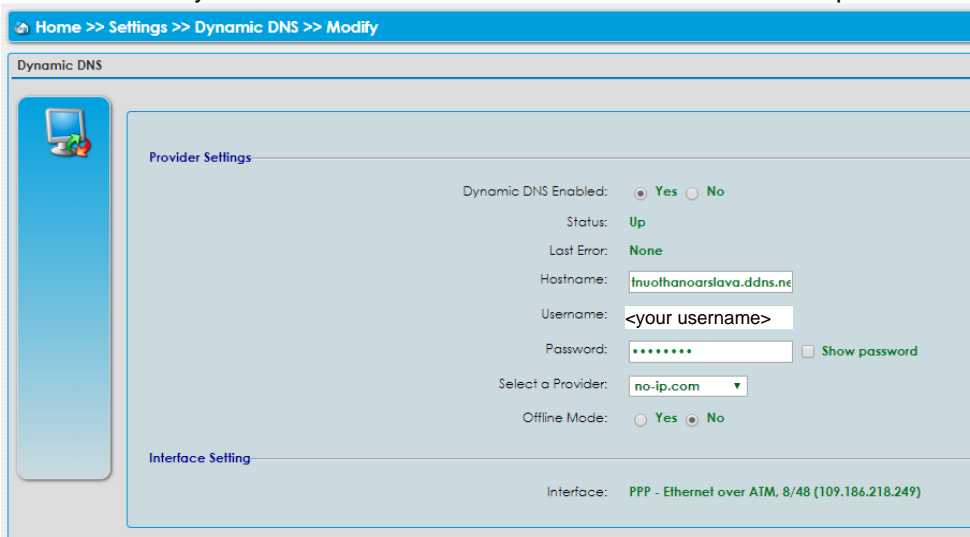 Home >> Settings >> Dynamic DNS >> Modify
Dynamic DNS
Provider Settings
Dynamic DNS Enabled: Yes No
Status: Up
Last Error: None
Hostname: tnuothanoarslava.ddns.ne
Username: <your username>
Password: •••••••• Show password
Select a Provider: no-ip.com
Offline Mode: Yes No
Interface Setting
Interface: PPP - Ethernet over ATM, 8/48 (109.186.218.249)